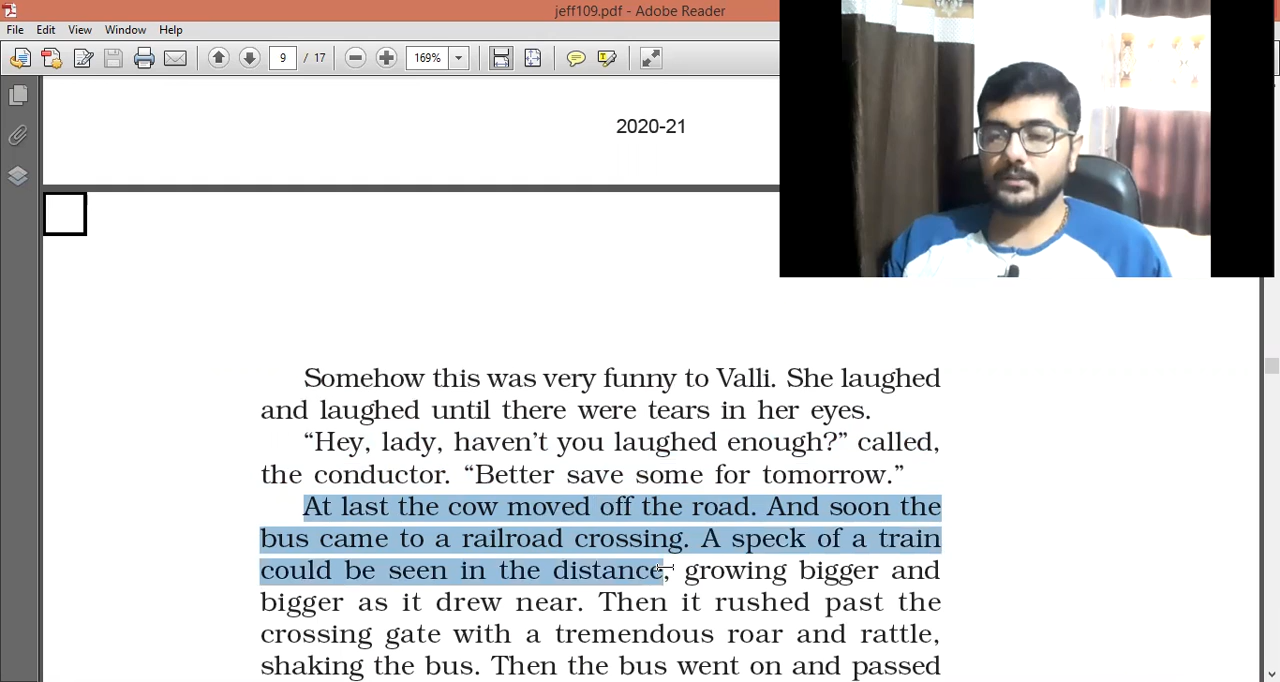 jeff109.pdf - Adobe Reader
File Edit View Window Help
9 / 17 169%
2020-21
Somehow this was very funny to Valli. She laughed
and laughed until there were tears in her eyes.
“Hey, lady, haven’t you laughed enough?” called,
the conductor. “Better save some for tomorrow.”
At last the cow moved off the road. And soon the
bus came to a railroad crossing. A speck of a train
could be seen in the distance, growing bigger and
bigger as it drew near. Then it rushed past the
crossing gate with a tremendous roar and rattle,
shaking the bus. Then the bus went on and passed